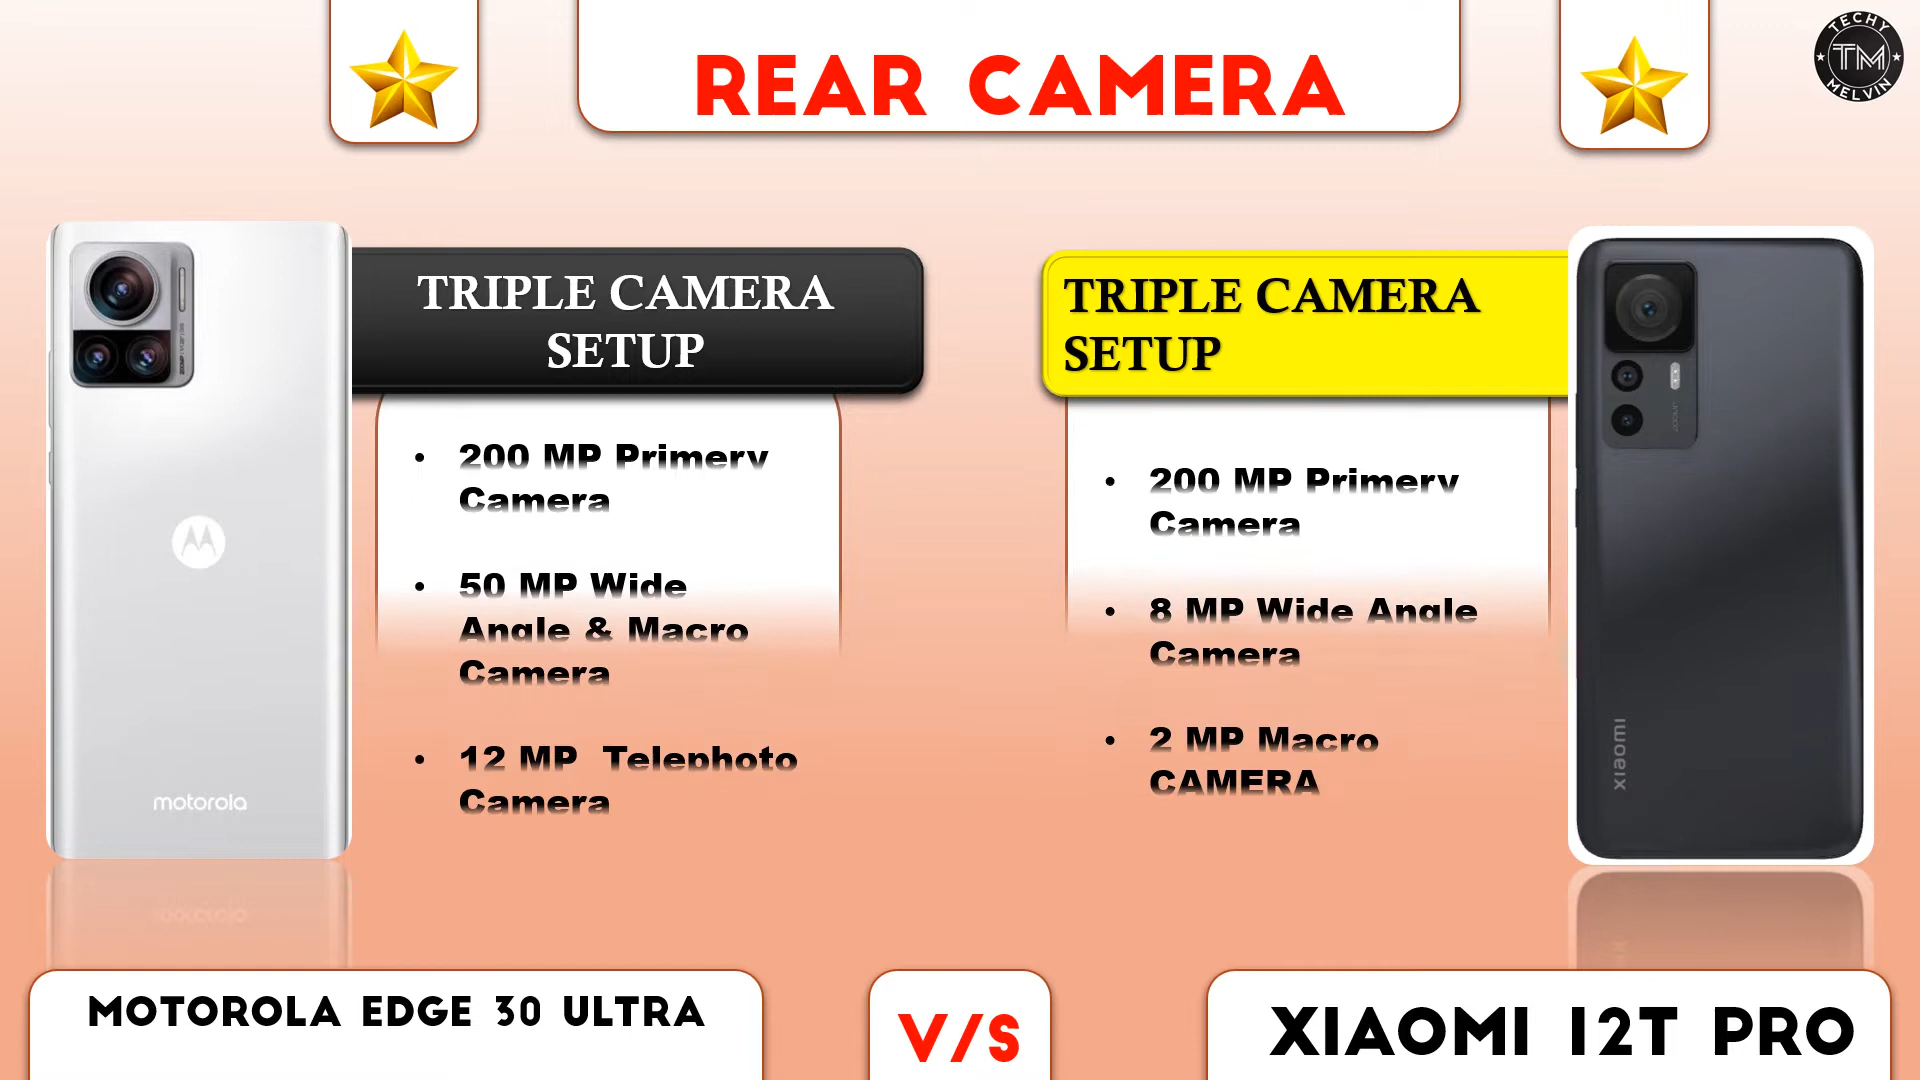 REAR CAMERA
TECHY
TM
MELVIN
TRIPLE CAMERA
SETUP
200 MP Primery
Camera
50 MP Wide
Angle & Macro
Camera
12 MP Telephoto
Camera
TRIPLE CAMERA
SETUP
200 MP Primery
Camera
8 MP Wide Angle
Camera
2 MP Macro
CAMERA
motorola
xiaomi
MOTOROLA EDGE 30 ULTRA
V/S
XIAOMI 12T PRO